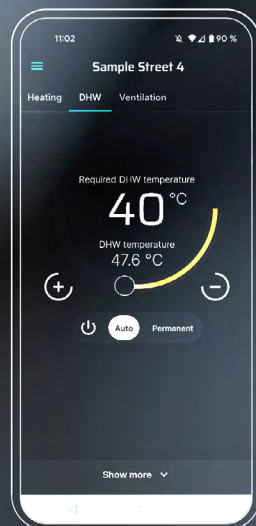 11:02 90 %
Sample Street 4
Heating DHW Ventilation
Required DHW temperature
40 °C
DHW temperature
47.6 °C
+ −
Auto Permanent
Show more